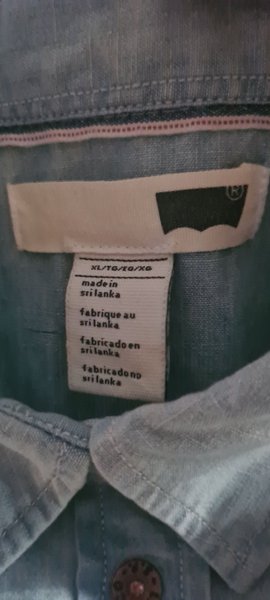 ®
XL/TG/EG/XG
made in
sri lanka
fabrique au
sri lanka
fabricado en
sri lanka
fabricado no
sri lanka